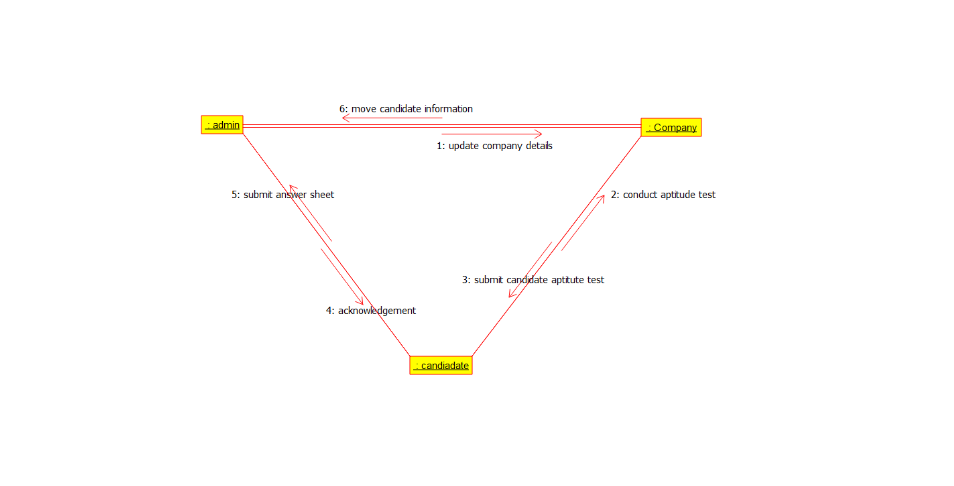 6: move candidate information
: admin
: Company
1: update company details
5: submit answer sheet
2: conduct aptitude test
3: submit candidate aptitute test
4: acknowledgement
: candiadate